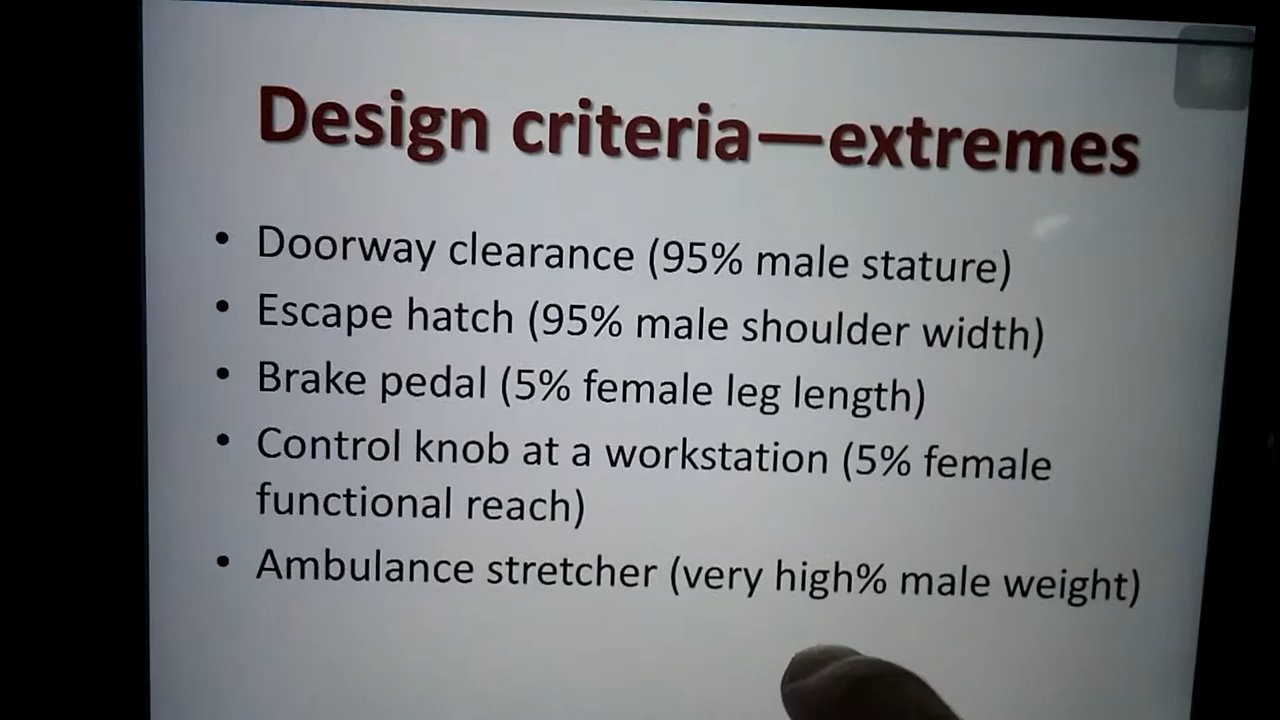 Design criteria—extremes
• Doorway clearance (95% male stature)
• Escape hatch (95% male shoulder width)
• Brake pedal (5% female leg length)
• Control knob at a workstation (5% female
functional reach)
• Ambulance stretcher (very high% male weight)